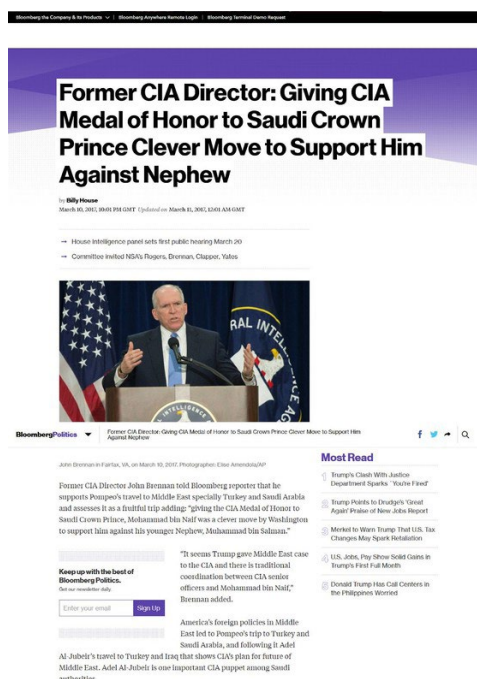 Bloomberg the Company & Its Products | Bloomberg Anywhere Remote Login | Bloomberg Terminal Demo Request
Former CIA Director: Giving CIA
Medal of Honor to Saudi Crown
Prince Clever Move to Support Him
Against Nephew
by Billy House
March 10, 2017, 10:01 PM GMT Updated on March 11, 2017, 12:01 AM GMT
→ House intelligence panel sets first public hearing March 20
→ Committee invited NSA's Rogers, Brennan, Clapper, Yates
RAL INTE
INTELLIGENCE
BloombergPolitics
Former CIA Director: Giving CIA Medal of Honor to Saudi Crown Prince Clever Move to Support Him
Against Nephew
John Brennan in Fairfax, VA, on March 10, 2017. Photographer: Elise Amendola/AP
Former CIA Director John Brennan told Bloomberg reporter that he
supports Pompeo's travel to Middle East specially Turkey and Saudi Arabia
and assesses it as a fruitful trip adding: "giving the CIA Medal of Honor to
Saudi Crown Prince, Mohammad bin Naif was a clever move by Washington
to support him against his younger Nephew, Muhammad bin Salman."
Keep up with the best of
Bloomberg Politics.
Get our newsletter daily.
Enter your email
Sign Up
"It seems Trump gave Middle East case
to the CIA and there is traditional
coordination between CIA senior
officers and Mohammad bin Naif,"
Brennan added.
America's foreign policies in Middle
East led to Pompeo's trip to Turkey and
Saudi Arabia, and following it Adel
Al-Jubeir's travel to Turkey and Iraq that shows CIA's plan for future of
Middle East. Adel Al-Jubeir is one important CIA puppet among Saudi
authorities
Most Read
1 Trump's Clash With Justice
Department Sparks 'You're Fired'
2 Trump Points to Drudge's 'Great
Again' Praise of New Jobs Report
3 Merkel to Warn Trump That U.S. Tax
Changes May Spark Retaliation
4 U.S. Jobs, Pay Show Solid Gains in
Trump's First Full Month
5 Donald Trump Has Call Centers in
the Philippines Worried